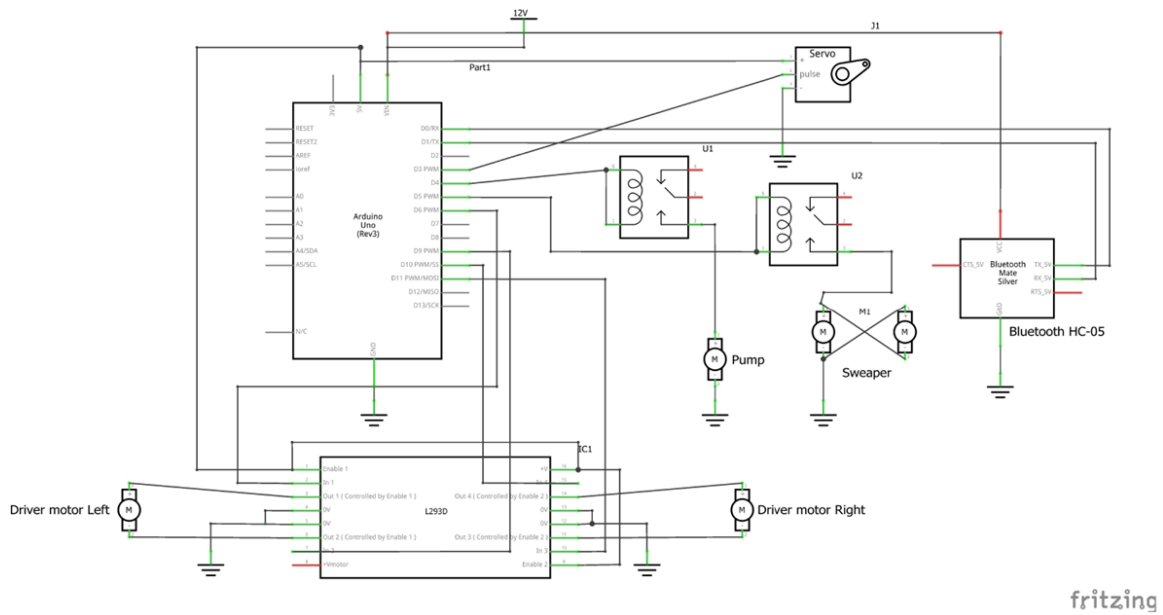 12V
J1
Part1
Servo
+
pulse
-
3V3
5V
VIN
RESET
RESET2
AREF
ioref
A0
A1
A2
A3
A4/SDA
A5/SCL
N/C
Arduino
Uno
(Rev3)
D0/RX
D1/TX
D2
D3 PWM
D4
D5 PWM
D6 PWM
D7
D8
D9 PWM
D10 PWM/SS
D11 PWM/MOSI
D12/MISO
D13/SCK
GND
U1
U2
VCC
CTS_5V
Bluetooth
Mate
Silver
TX_5V
RX_5V
RTS_5V
GND
Bluetooth HC-05
M
Pump
M1
M
M
Sweaper
IC1
Enable 1
In 1
Out 1 ( Controlled by Enable 1 )
0V
0V
Out 2 ( Controlled by Enable 1 )
In 2
+Vmotor
L293D
+V
In 4
Out 4 ( Controlled by Enable 2 )
0V
0V
Out 3 ( Controlled by Enable 2 )
In 3
Enable 2
Driver motor Left
M
M
Driver motor Right
fritzing